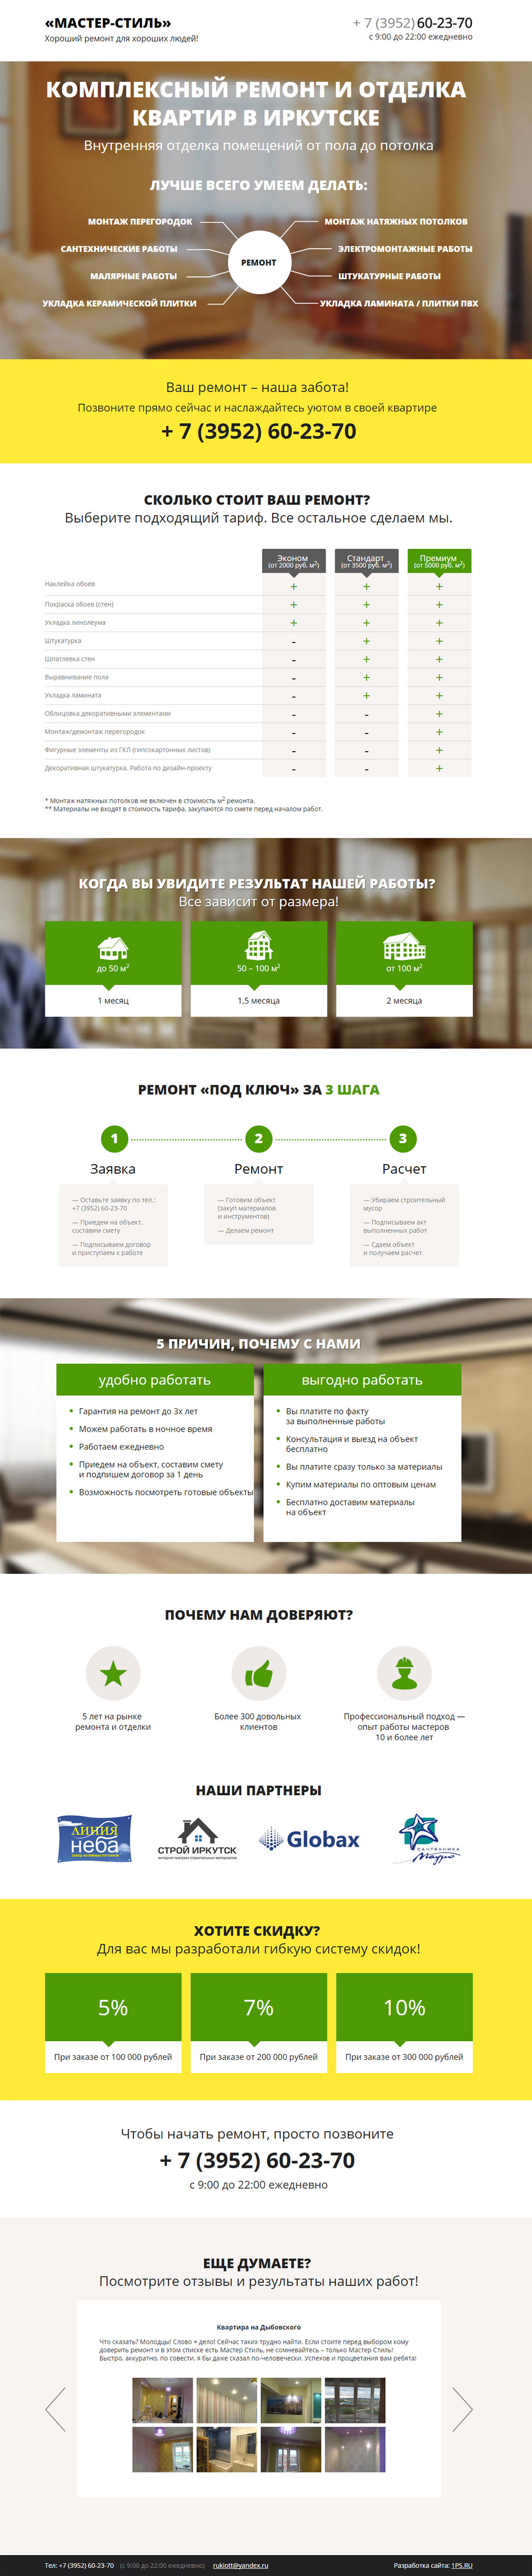 «МАСТЕР-СТИЛЬ»
Хороший ремонт для хороших людей!
+ 7 (3952) 60-23-70
с 9:00 до 22:00 ежедневно
КОМПЛЕКСНЫЙ РЕМОНТ И ОТДЕЛКА
КВАРТИР В ИРКУТСКЕ
Внутренняя отделка помещений от пола до потолка
ЛУЧШЕ ВСЕГО УМЕЕМ ДЕЛАТЬ:
МОНТАЖ ПЕРЕГОРОДОК
МОНТАЖ НАТЯЖНЫХ ПОТОЛКОВ
САНТЕХНИЧЕСКИЕ РАБОТЫ
ЭЛЕКТРОМОНТАЖНЫЕ РАБОТЫ
РЕМОНТ
МАЛЯРНЫЕ РАБОТЫ
ШТУКАТУРНЫЕ РАБОТЫ
УКЛАДКА КЕРАМИЧЕСКОЙ ПЛИТКИ
УКЛАДКА ЛАМИНАТА / ПЛИТКИ ПВХ
Ваш ремонт – наша забота!
Позвоните прямо сейчас и наслаждайтесь уютом в своей квартире
+ 7 (3952) 60-23-70
СКОЛЬКО СТОИТ ВАШ РЕМОНТ?
Выберите подходящий тариф. Все остальное сделаем мы.
Эконом
(от 2000 руб. м²)
Стандарт
(от 3500 руб. м²)
Премиум
(от 5000 руб. м²)
Наклейка обоев + + +
Покраска обоев (стен) + + +
Укладка линолеума + + +
Штукатурка - + +
Шпатлевка стен - + +
Выравнивание пола - + +
Укладка ламината - + +
Облицовка декоративными элементами - - +
Монтаж/демонтаж перегородок - - +
Фигурные элементы из ГКЛ (гипсокартонных листов) - - +
Декоративная штукатурка. Работа по дизайн-проекту - - +
* Монтаж натяжных потолков не включен в стоимость м² ремонта.
** Материалы не входят в стоимость тарифа, закупаются по смете перед началом работ.
КОГДА ВЫ УВИДИТЕ РЕЗУЛЬТАТ НАШЕЙ РАБОТЫ?
Все зависит от размера!
до 50 м²
50 – 100 м²
от 100 м²
1 месяц
1,5 месяца
2 месяца
РЕМОНТ «ПОД КЛЮЧ» ЗА 3 ШАГА
1
2
3
Заявка
Ремонт
Расчет
— Оставьте заявку по тел.:
+7 (3952) 60-23-70
— Приедем на объект,
составим смету
— Подписываем договор
и приступаем к работе
— Готовим объект
(закуп материалов
и инструментов)
— Делаем ремонт
— Убираем строительный
мусор
— Подписываем акт
выполненных работ
— Сдаем объект
и получаем расчет
5 ПРИЧИН, ПОЧЕМУ С НАМИ
удобно работать
• Гарантия на ремонт до 3х лет
• Можем работать в ночное время
• Работаем ежедневно
• Приедем на объект, составим смету
и подпишем договор за 1 день
• Возможность посмотреть готовые объекты
выгодно работать
• Вы платите по факту
за выполненные работы
• Консультация и выезд на объект
бесплатно
• Вы платите сразу только за материалы
• Купим материалы по оптовым ценам
• Бесплатно доставим материалы
на объект
ПОЧЕМУ НАМ ДОВЕРЯЮТ?
5 лет на рынке
ремонта и отделки
Более 300 довольных
клиентов
Профессиональный подход —
опыт работы мастеров
10 и более лет
НАШИ ПАРТНЕРЫ
ЛИНИЯ
Неба
СТРОЙ ИРКУТСК
Globax
САНТЕХНИКА
ХОТИТЕ СКИДКУ?
Для вас мы разработали гибкую систему скидок!
5%
7%
10%
При заказе от 100 000 рублей
При заказе от 200 000 рублей
При заказе от 300 000 рублей
Чтобы начать ремонт, просто позвоните
+ 7 (3952) 60-23-70
с 9:00 до 22:00 ежедневно
ЕЩЕ ДУМАЕТЕ?
Посмотрите отзывы и результаты наших работ!
Квартира на Дыбовского
Что сказать? Молодцы! Слово = дело! Сейчас таких трудно найти. Если стоите перед выбором кому
доверить ремонт и в этом списке есть Мастер Стиль, не сомневайтесь – только Мастер Стиль!
Быстро, аккуратно, по совести, я бы даже сказал по-человечески. Успехов и процветания вам ребята!
Тел: +7 (3952) 60-23-70 (с 9:00 до 22:00 ежедневно) rukiott@yandex.ru
Разработка сайта: 1PS.RU